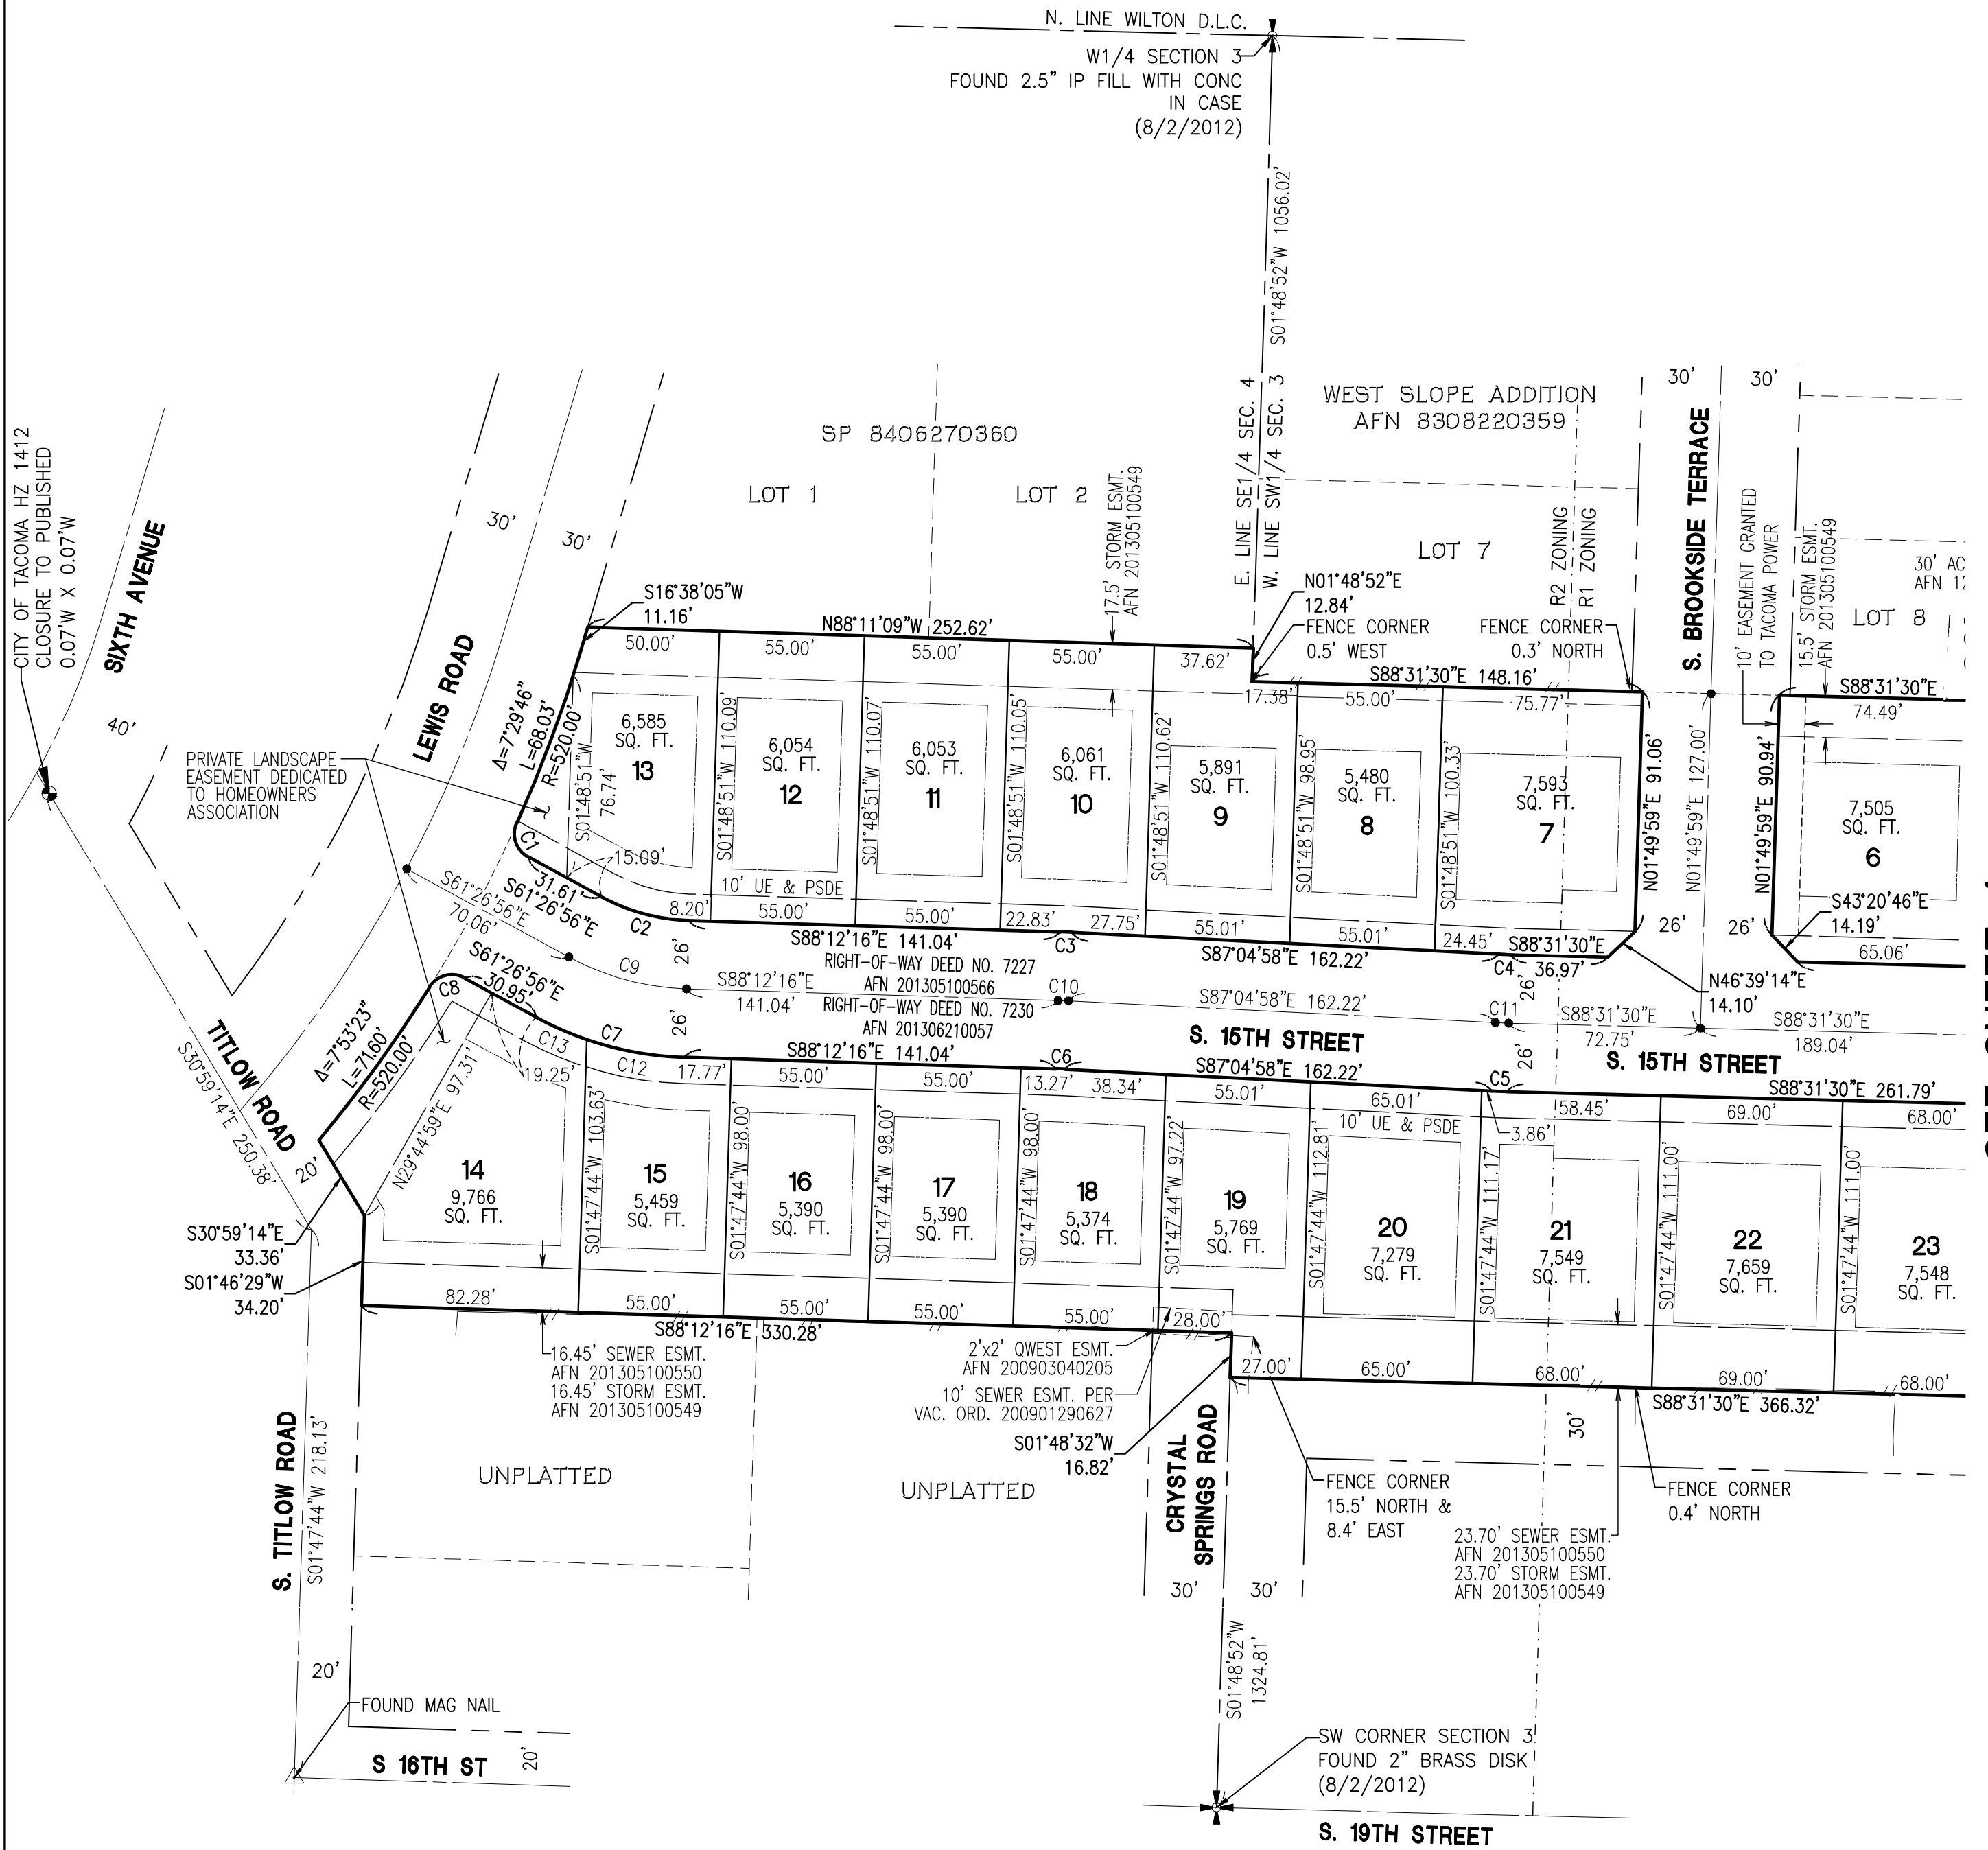 N. LINE WILTON D.L.C.
W1/4 SECTION 3
FOUND 2.5" IP FILL WITH CONC
IN CASE
(8/2/2012)
S01°48'52"W 1056.02'
E. LINE SE1/4 SEC. 4
W. LINE SW1/4 SEC. 3
CITY OF TACOMA HZ 1412
CLOSURE TO PUBLISHED
0.07'W X 0.07'W
SIXTH AVENUE
40'
LEWIS ROAD
30'
30'
SP 8406270360
LOT 1
LOT 2
17.5' STORM ESMT.
AFN 201305100549
WEST SLOPE ADDITION
AFN 8308220359
LOT 7
R2 ZONING
R1 ZONING
30'
30'
S. BROOKSIDE TERRACE
10' EASEMENT GRANTED
TO TACOMA POWER
15.5' STORM ESMT.
AFN 201305100549
30' AC
AFN 12
LOT 8
S16°38'05"W
11.16'
N88°11'09"W 252.62'
N01°48'52"E
12.84'
FENCE CORNER
0.5' WEST
FENCE CORNER
0.3' NORTH
S88°31'30"E 148.16'
S88°31'30"E
74.49'
50.00'
55.00'
55.00'
55.00'
37.62'
17.38'
55.00'
75.77'
PRIVATE LANDSCAPE
EASEMENT DEDICATED
TO HOMEOWNERS
ASSOCIATION
Δ=7°29'46"
L=68.03'
R=520.00'
S01°48'51"W
76.74'
6,585
SQ. FT.
13
S01°48'51"W 110.09'
6,054
SQ. FT.
12
S01°48'51"W 110.07'
6,053
SQ. FT.
11
S01°48'51"W 110.05'
6,061
SQ. FT.
10
S01°48'51"W 110.62'
5,891
SQ. FT.
9
S01°48'51"W 98.95'
5,480
SQ. FT.
8
S01°48'51"W 100.33'
7,593
SQ. FT.
7
N01°49'59"E 91.06'
N01°49'59"E 127.00'
N01°49'59"E 90.94'
7,505
SQ. FT.
6
S43°20'46"E
14.19'
65.06'
26'
26'
N46°39'14"E
14.10'
C1
31.61'
S61°26'56"E
15.09'
10' UE & PSDE
C2
8.20'
55.00'
55.00'
22.83'
27.75'
55.01'
55.01'
24.45'
S88°12'16"E 141.04'
C3
S87°04'58"E 162.22'
C4
S88°31'30"E
36.97'
S61°26'56"E
70.06'
C9
26'
26'
RIGHT-OF-WAY DEED NO. 7227
AFN 201305100566
S88°12'16"E
141.04'
RIGHT-OF-WAY DEED NO. 7230
AFN 201306210057
C10
S87°04'58"E 162.22'
C11
26'
26'
S88°31'30"E
72.75'
S88°31'30"E
189.04'
S. 15TH STREET
S. 15TH STREET
S61°26'56"E
30.95'
C8
C7
C13
C12
19.25'
S88°12'16"E 141.04'
C6
S87°04'58"E 162.22'
C5
S88°31'30"E 261.79'
17.77'
55.00'
55.00'
13.27'
38.34'
55.01'
65.01'
10' UE & PSDE
3.86'
58.45'
69.00'
68.00'
TITLOW ROAD
S30°59'14"E 250.38'
Δ=7°53'23"
L=71.60'
R=520.00'
20'
N29°44'59"E 97.31'
14
9,766
SQ. FT.
S01°47'44"W 103.63'
15
5,459
SQ. FT.
S01°47'44"W 98.00'
16
5,390
SQ. FT.
S01°47'44"W 98.00'
17
5,390
SQ. FT.
S01°47'44"W 98.00'
18
5,374
SQ. FT.
S01°47'44"W 97.22'
19
5,769
SQ. FT.
S01°47'44"W 112.81'
20
7,279
SQ. FT.
S01°47'44"W 111.17'
21
7,549
SQ. FT.
S01°47'44"W 111.00'
22
7,659
SQ. FT.
S01°47'44"W 111.00'
23
7,548
SQ. FT.
S30°59'14"E
33.36'
S01°46'29"W
34.20'
82.28'
55.00'
55.00'
55.00'
55.00'
28.00'
27.00'
65.00'
68.00'
69.00'
68.00'
S88°12'16"E 330.28'
S88°31'30"E 366.32'
16.45' SEWER ESMT.
AFN 201305100550
16.45' STORM ESMT.
AFN 201305100549
2'x2' QWEST ESMT.
AFN 200903040205
10' SEWER ESMT. PER
VAC. ORD. 200901290627
S01°48'32"W
16.82'
CRYSTAL
SPRINGS ROAD
FENCE CORNER
15.5' NORTH &
8.4' EAST
30'
FENCE CORNER
0.4' NORTH
23.70' SEWER ESMT.
AFN 201305100550
23.70' STORM ESMT.
AFN 201305100549
UNPLATTED
UNPLATTED
S. TITLOW ROAD
S01°47'44"W 218.13'
30'
30'
S01°48'52"W
1324.81'
20'
FOUND MAG NAIL
S 16TH ST
20'
SW CORNER SECTION 3
FOUND 2" BRASS DISK
(8/2/2012)
S. 19TH STREET